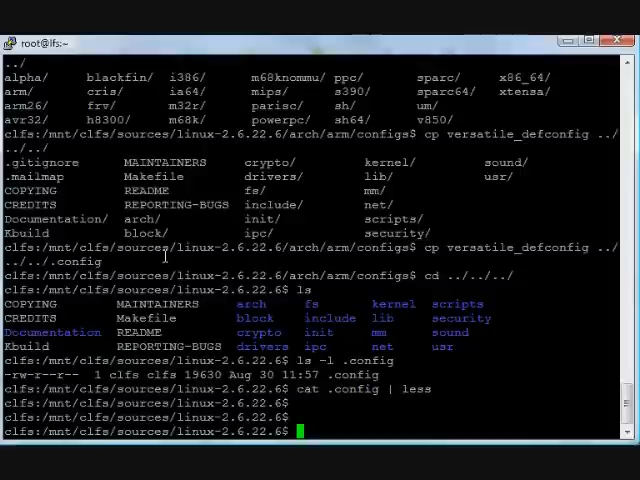 root@lfs:~
../
alpha/ blackfin/ i386/ m68knommu/ ppc/ sparc/ x86_64/
arm/ cris/ ia64/ mips/ s390/ sparc64/ xtensa/
arm26/ frv/ m32r/ parisc/ sh/ um/
avr32/ h8300/ m68k/ powerpc/ sh64/ v850/
clfs:/mnt/clfs/sources/linux-2.6.22.6/arch/arm/configs$ cp versatile_defconfig ../
../../
.gitignore MAINTAINERS crypto/ kernel/ sound/
.mailmap Makefile drivers/ lib/ usr/
COPYING README fs/ mm/
CREDITS REPORTING-BUGS include/ net/
Documentation/ arch/ init/ scripts/
Kbuild block/ ipc/ security/
clfs:/mnt/clfs/sources/linux-2.6.22.6/arch/arm/configs$ cp versatile_defconfig ../
../../.config
clfs:/mnt/clfs/sources/linux-2.6.22.6/arch/arm/configs$ cd ../../../
clfs:/mnt/clfs/sources/linux-2.6.22.6$ ls
COPYING MAINTAINERS arch fs kernel scripts
CREDITS Makefile block include lib security
Documentation README crypto init mm sound
Kbuild REPORTING-BUGS drivers ipc net usr
clfs:/mnt/clfs/sources/linux-2.6.22.6$ ls -l .config
-rw-r--r-- 1 clfs clfs 19630 Aug 30 11:57 .config
clfs:/mnt/clfs/sources/linux-2.6.22.6$ cat .config | less
clfs:/mnt/clfs/sources/linux-2.6.22.6$
clfs:/mnt/clfs/sources/linux-2.6.22.6$
clfs:/mnt/clfs/sources/linux-2.6.22.6$